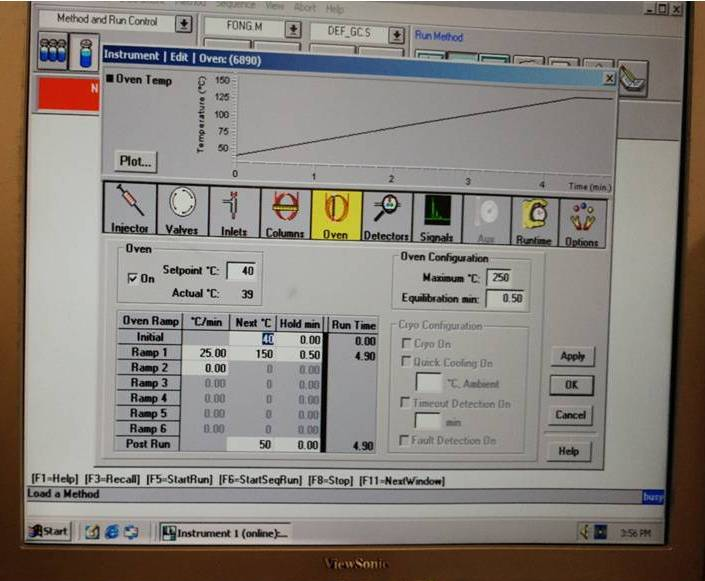 Method Sequence View Abort Help
Method and Run Control
FONG.M
DEF_GC.S
Run Method
Instrument | Edit | Oven: (6890)
N
Oven Temp
Temperature (°C)
150
125
100
75
50
0 1 2 3 4 Time (min.)
Plot...
Injector Valves Inlets Columns Oven Detectors Signals Aux Runtime Options
Oven
On
Setpoint °C: 40
Actual °C: 39
Oven Configuration
Maximum °C: 250
Equilibration min: 0.50
Oven Ramp °C/min Next °C Hold min Run Time
Initial 40 0.00 0.00
Ramp 1 25.00 150 0.50 4.90
Ramp 2 0.00 0 0.00
Ramp 3 0.00 0 0.00
Ramp 4 0.00 0 0.00
Ramp 5 0.00 0 0.00
Ramp 6 0.00 0 0.00
Post Run 50 0.00 4.90
Cryo Configuration
Cryo On
Quick Cooling On
°C, Ambient
Timeout Detection On
min
Fault Detection On
Apply
OK
Cancel
Help
[F1=Help] [F3=Recall] [F5=StartRun] [F6=StartSeqRun] [F8=Stop] [F11=NextWindow]
Load a Method
busy
Start
Instrument 1 (online):...
3:56 PM
ViewSonic